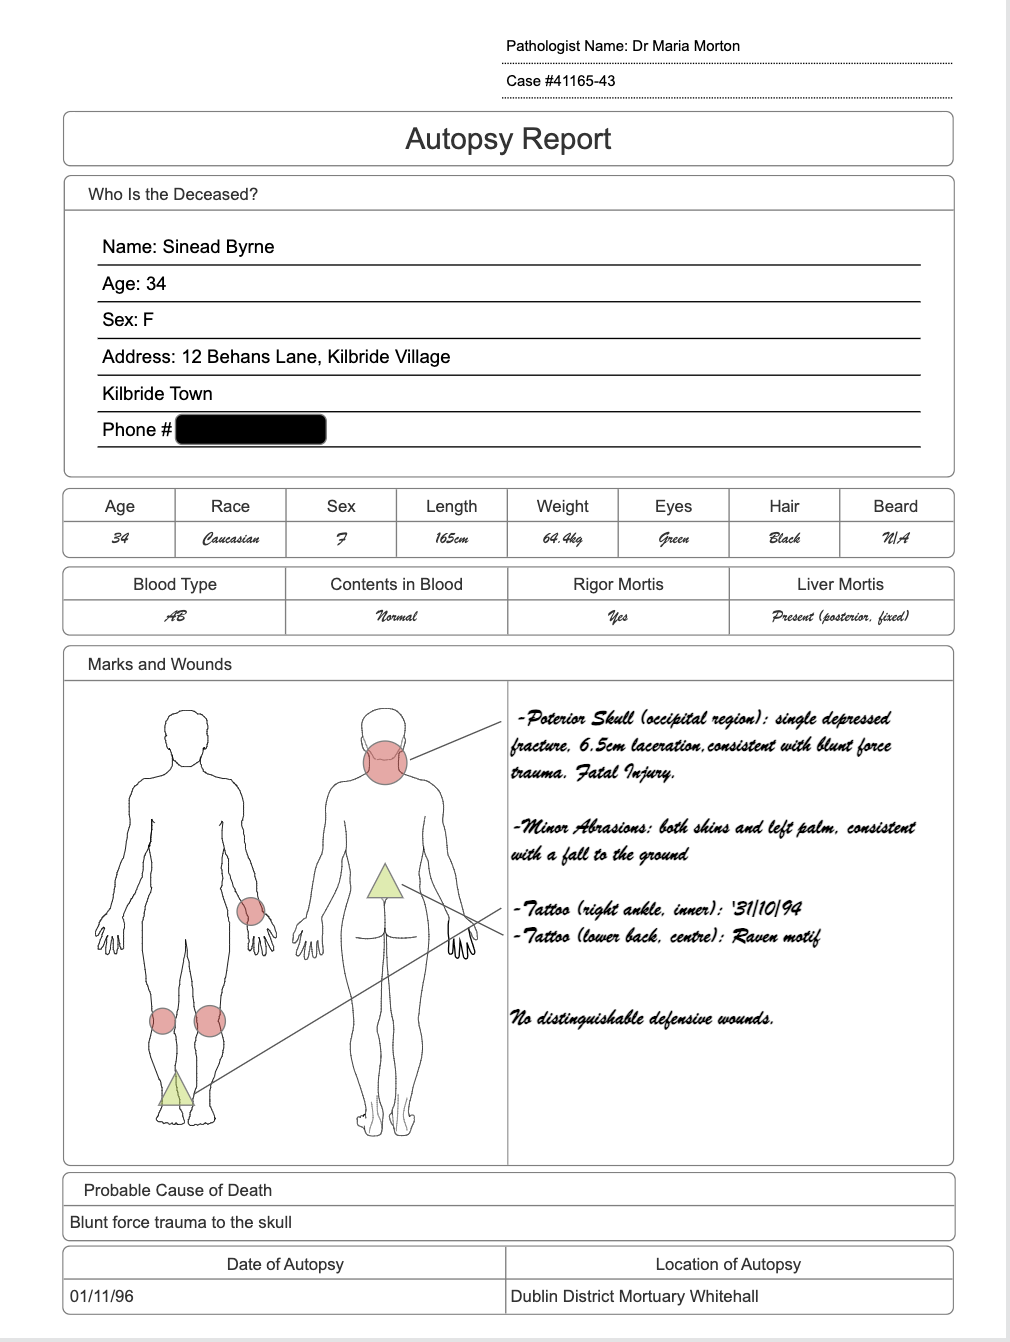 Pathologist Name: Dr Maria Morton
Case #41165-43
Autopsy Report
Who Is the Deceased?
Name: Sinead Byrne
Age: 34
Sex: F
Address: 12 Behans Lane, Kilbride Village
Kilbride Town
Phone #
Age Race Sex Length Weight Eyes Hair Beard
34 Caucasian F 165cm 64.4kg Green Black N/A
Blood Type Contents in Blood Rigor Mortis Liver Mortis
AB Normal Yes Present (posterior, fixed)
Marks and Wounds
-Poterior Skull (occipital region): single depressed
fracture, 6.5cm laceration, consistent with blunt force
trauma. Fatal Injury.
-Minor Abrasions: both shins and left palm, consistent
with a fall to the ground
-Tattoo (right ankle, inner): '31/10/94
-Tattoo (lower back, centre): Raven motif
No distinguishable defensive wounds.
Probable Cause of Death
Blunt force trauma to the skull
Date of Autopsy Location of Autopsy
01/11/96 Dublin District Mortuary Whitehall